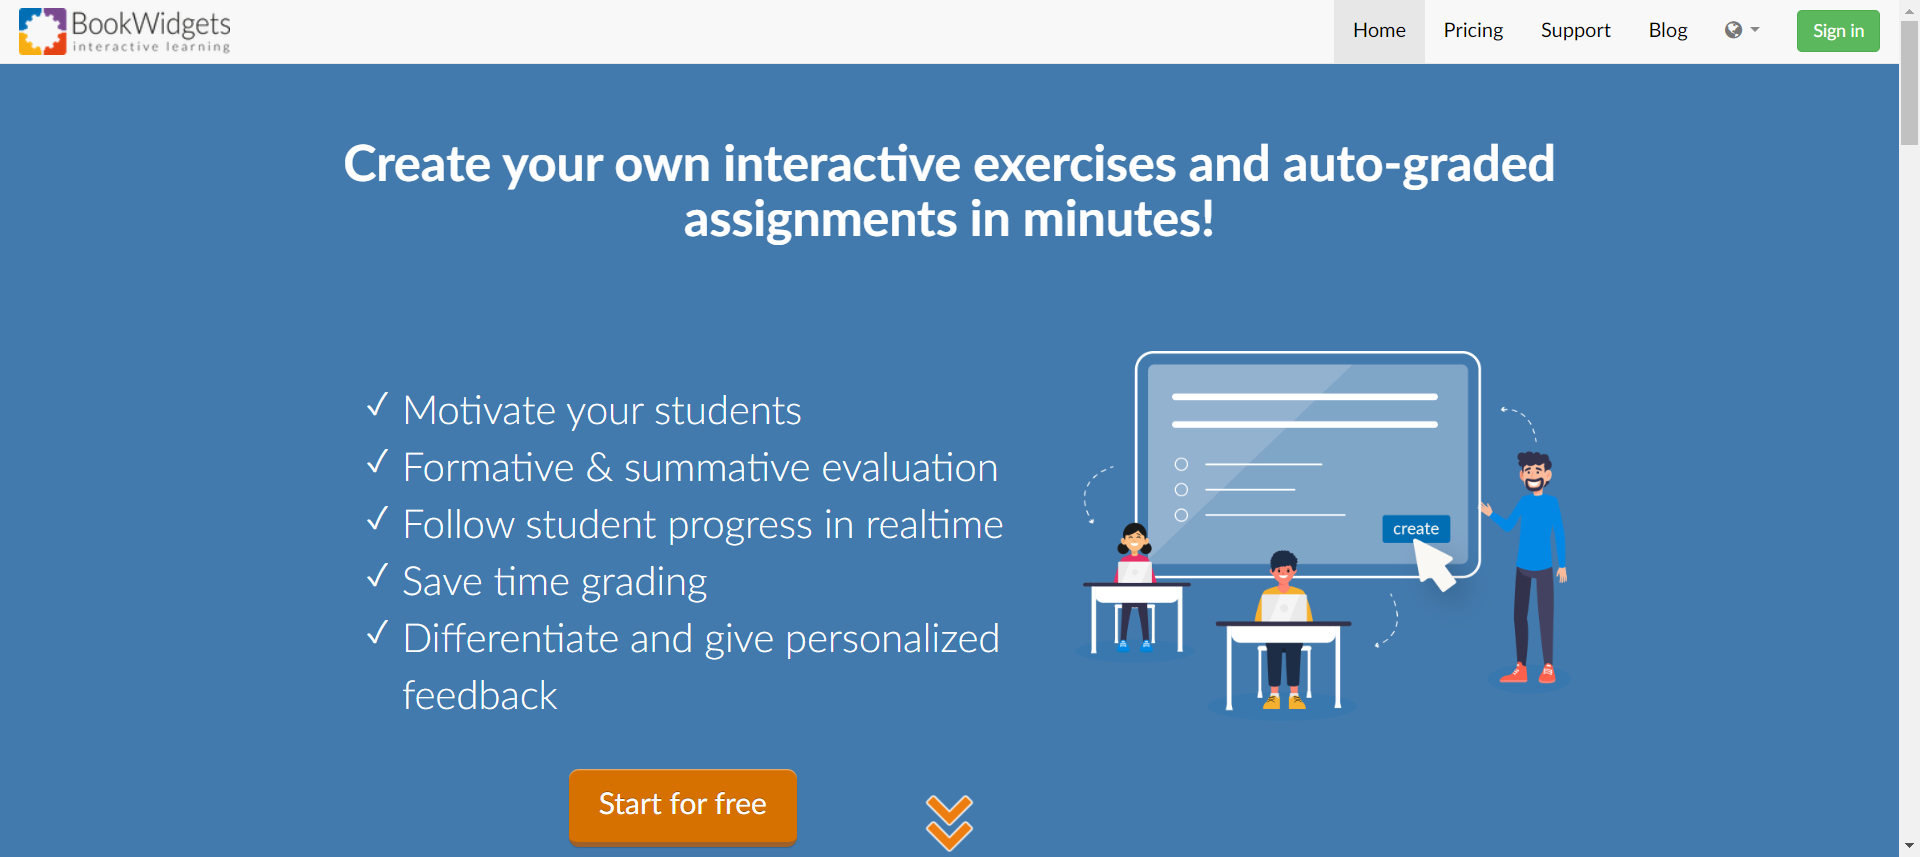 BookWidgets
interactive learning
Home
Pricing
Support
Blog
Sign in
Create your own interactive exercises and auto-graded
assignments in minutes!
✓ Motivate your students
✓ Formative & summative evaluation
✓ Follow student progress in realtime
✓ Save time grading
✓ Differentiate and give personalized
feedback
create
Start for free